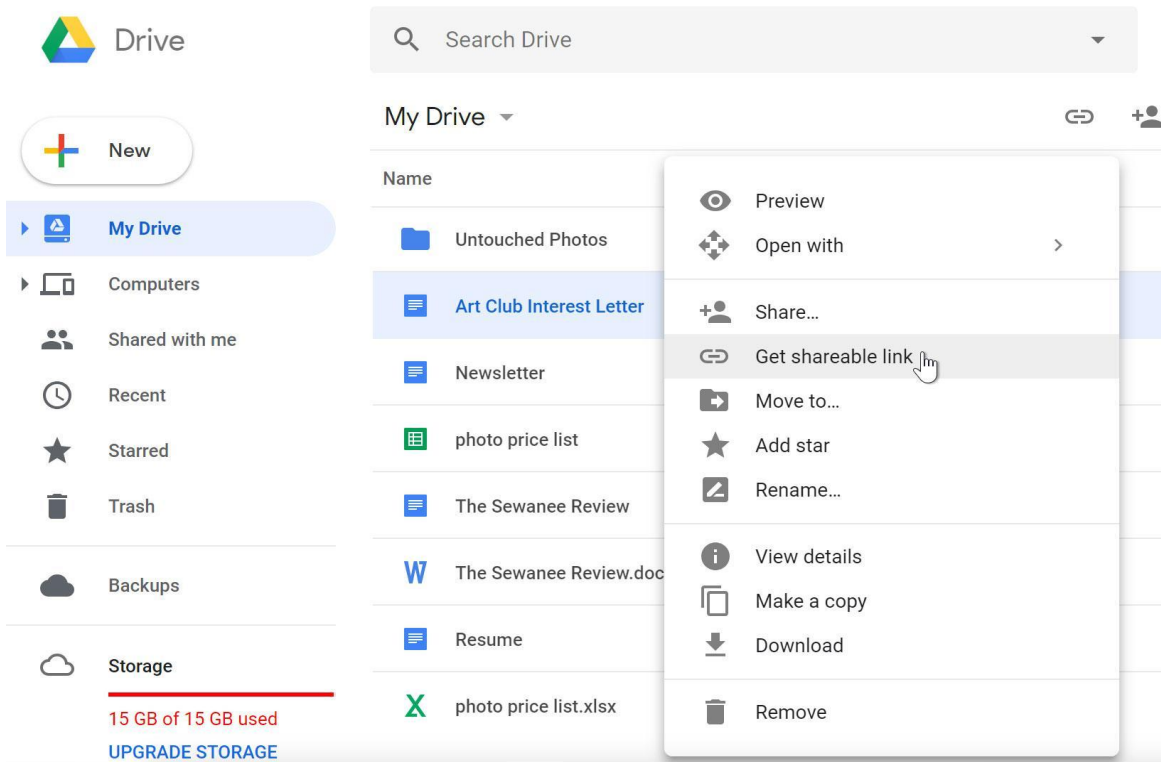 Drive
Search Drive
My Drive
New
Name
My Drive
Computers
Shared with me
Recent
Starred
Trash
Backups
Storage
15 GB of 15 GB used
UPGRADE STORAGE
Untouched Photos
Art Club Interest Letter
Newsletter
photo price list
The Sewanee Review
The Sewanee Review.doc
Resume
photo price list.xlsx
Preview
Open with
Share...
Get shareable link
Move to...
Add star
Rename...
View details
Make a copy
Download
Remove